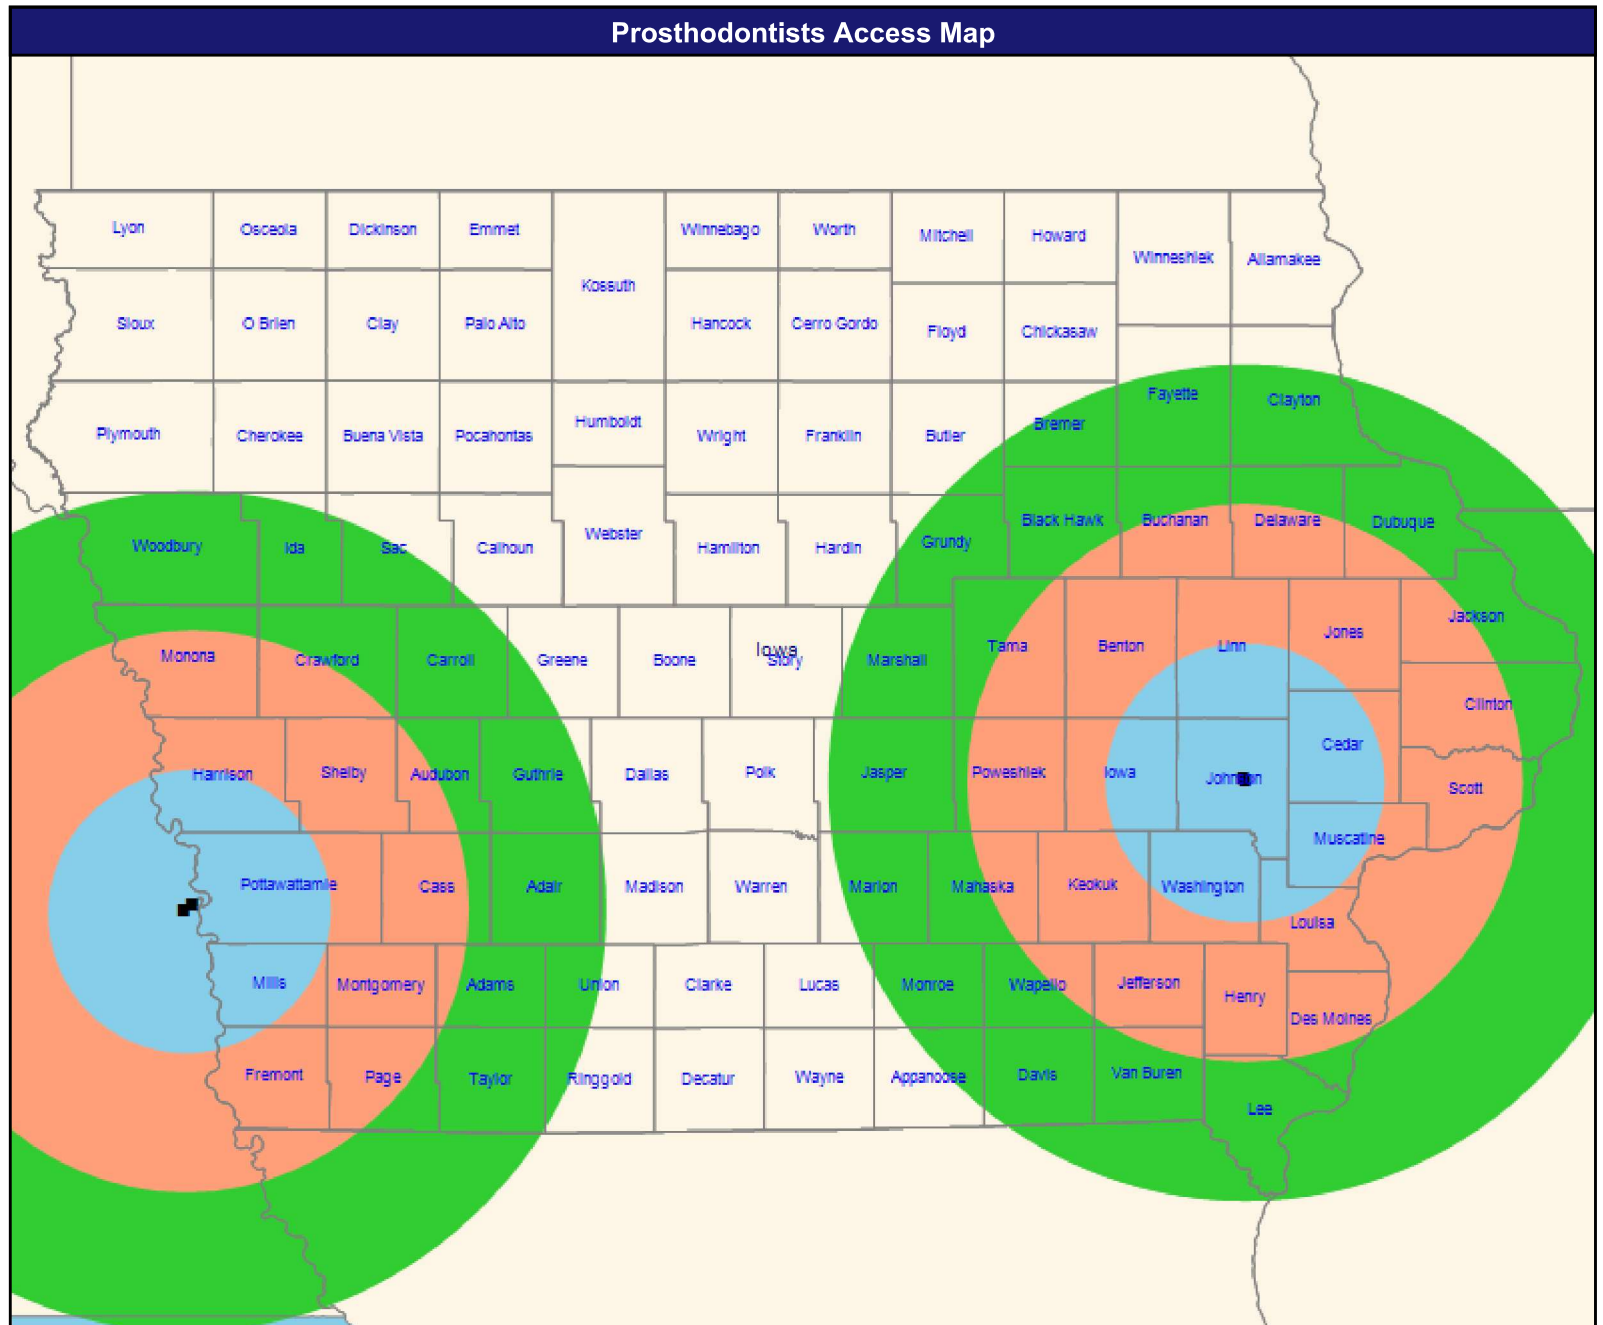 Prosthodontists Access Map
Lyon
Osceola
Dickinson
Emmet
Winnebago
Worth
Mitchell
Howard
Winneshiek
Allamakee
Kossuth
Sioux
O Brien
Clay
Palo Alto
Hancock
Cerro Gordo
Floyd
Chickasaw
Fayette
Clayton
Plymouth
Cherokee
Buena Vista
Pocahontas
Humboldt
Wright
Franklin
Butler
Bremer
Woodbury
Ida
Sac
Calhoun
Webster
Hamilton
Hardin
Grundy
Black Hawk
Buchanan
Delaware
Dubuque
Monona
Crawford
Carroll
Greene
Boone
Iowa
Story
Marshall
Tama
Benton
Linn
Jones
Jackson
Harrison
Shelby
Audubon
Guthrie
Dallas
Polk
Jasper
Poweshiek
Iowa
Johnson
Cedar
Clinton
Scott
Muscatine
Pottawattamie
Cass
Adair
Madison
Warren
Marion
Mahaska
Keokuk
Washington
Louisa
Mills
Montgomery
Adams
Union
Clarke
Lucas
Monroe
Wapello
Jefferson
Henry
Des Moines
Fremont
Page
Taylor
Ringgold
Decatur
Wayne
Appanoose
Davis
Van Buren
Lee